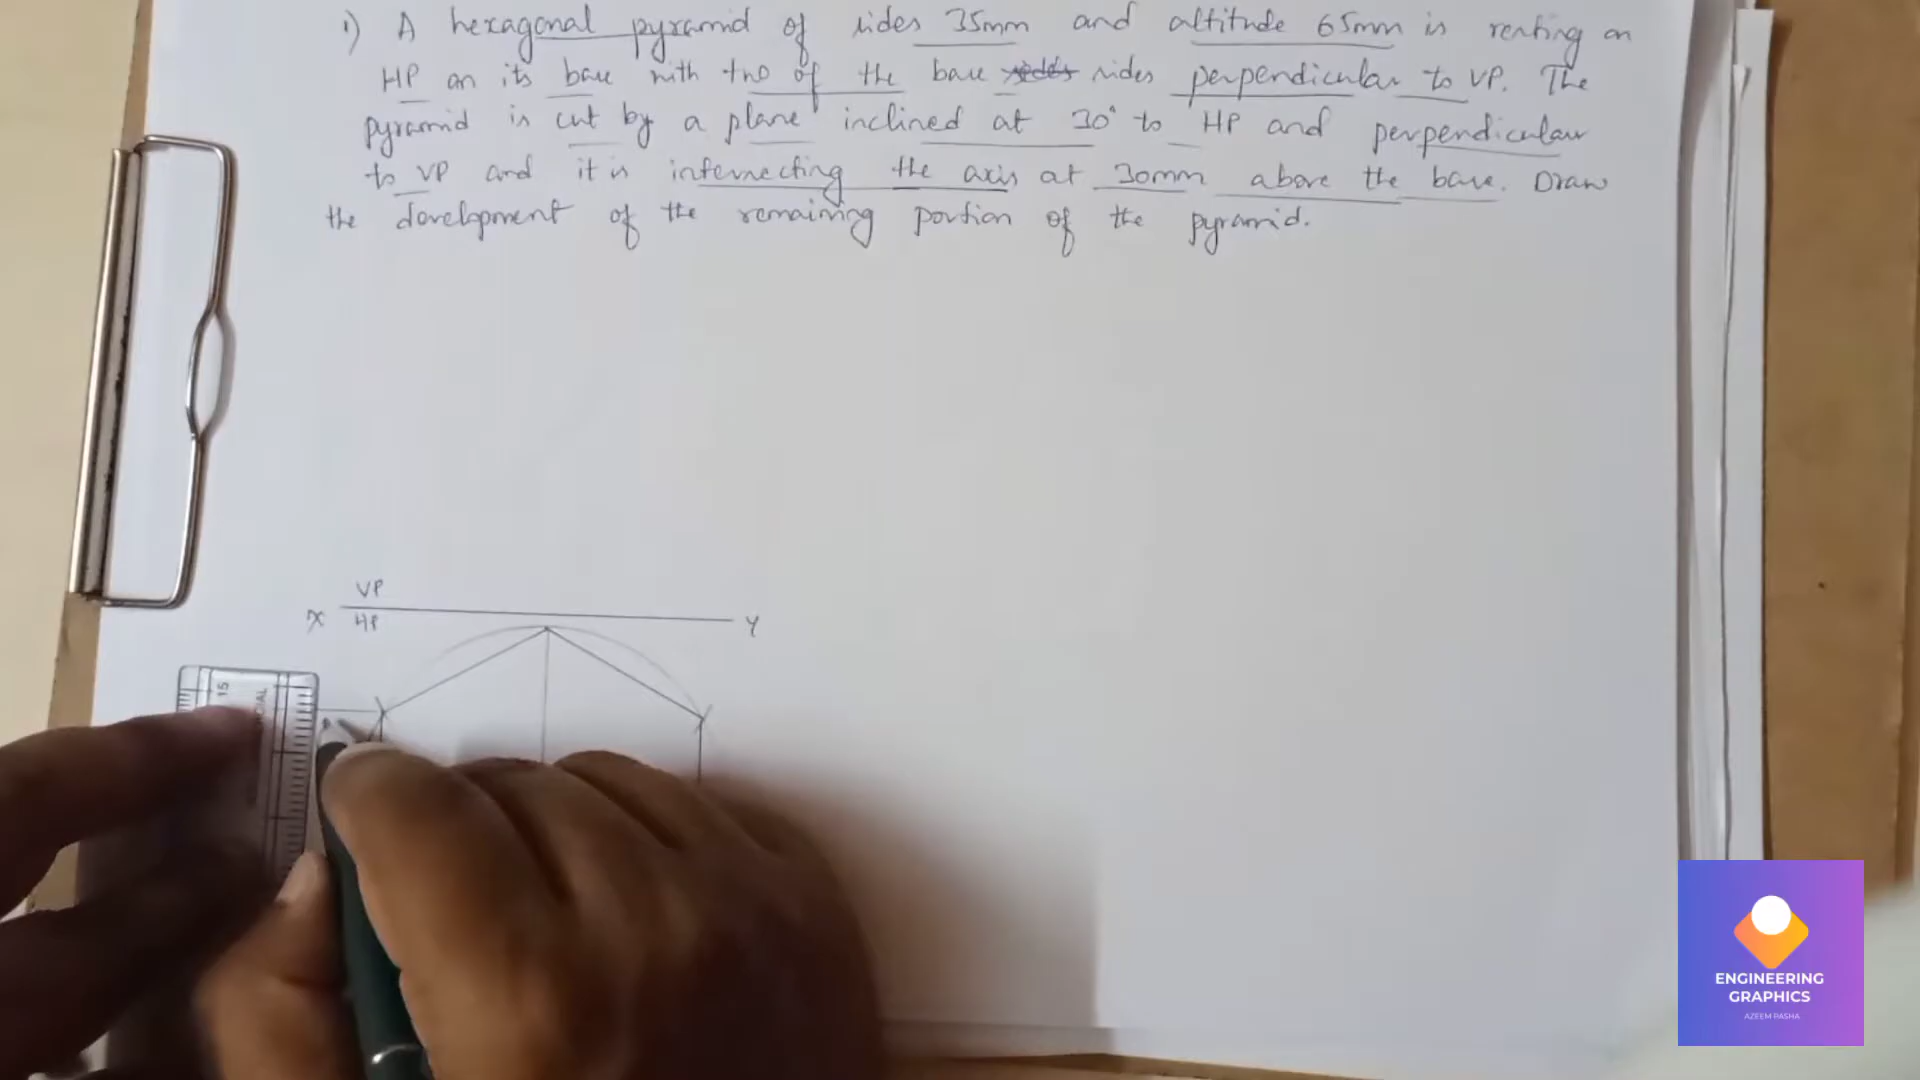 1) A hexagonal pyramid of sides 35mm and altitude 65mm is resting on
HP on its base with two of the base sides perpendicular to VP. The
pyramid is cut by a plane inclined at 30° to HP and perpendicular
to VP and it is intersecting the axis at 30mm above the base. Draw
the development of the remaining portion of the pyramid.
VP
X HP Y
15
ENGINEERING
GRAPHICS
AZEEM PASHA